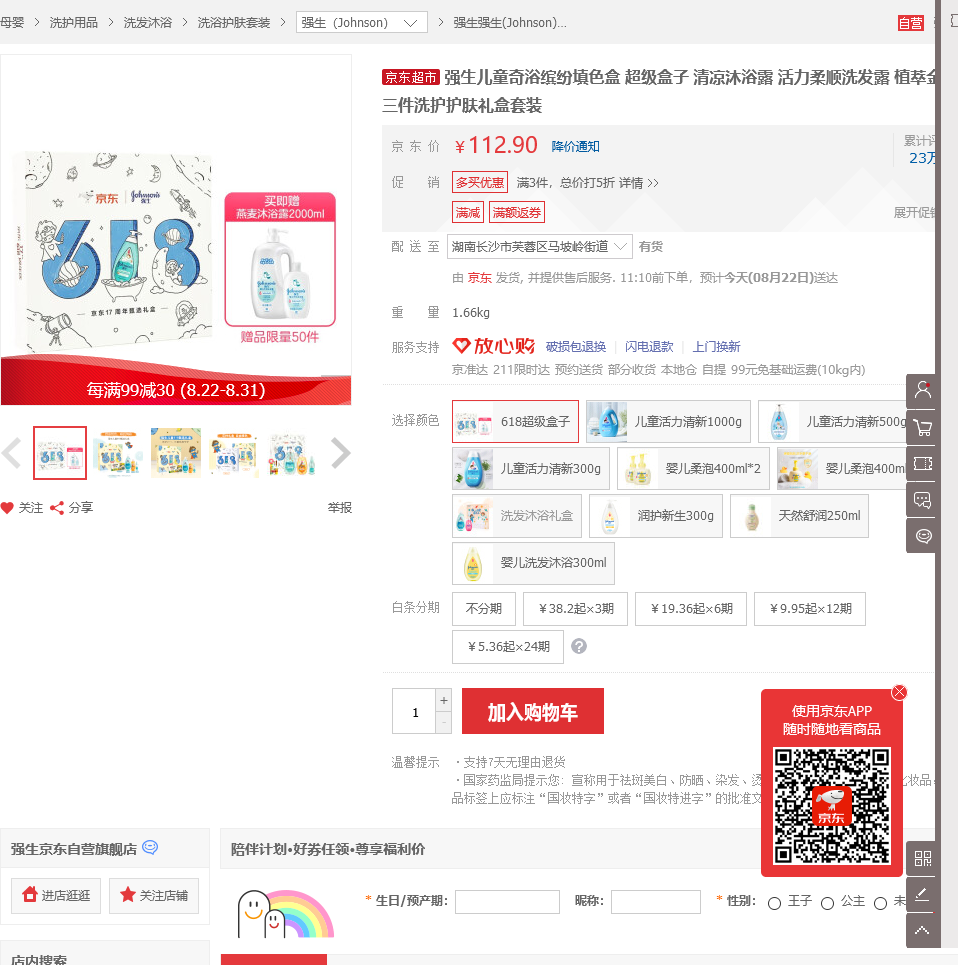 母婴 > 洗护用品 > 洗发沐浴 > 洗浴护肤套装 > 强生（Johnson） > 强生强生(Johnson)...
自营
京东超市 强生儿童奇浴缤纷填色盒 超级盒子 清凉沐浴露 活力柔顺洗发露 植萃金
三件洗护护肤礼盒套装
京东价 ￥112.90 降价通知
累计评
23万
促销 多买优惠 满3件，总价打5折 详情 >>
满减 满额返券
展开促销
配送至 湖南长沙市芙蓉区马坡岭街道 有货
由 京东 发货, 并提供售后服务. 11:10前下单，预计今天(08月22日)送达
重量 1.66kg
服务支持 放心购 破损包退换 闪电退款 上门换新
京准达 211限时达 预约送货 部分收货 本地仓 自提 99元免基础运费(10kg内)
京东 Johnson's 强生
618
京东17周年甄选礼盒
买即赠
燕麦沐浴露2000ml
赠品限量50件
每满99减30 (8.22-8.31)
关注 分享 举报
选择颜色 618超级盒子 儿童活力清新1000g 儿童活力清新500g
儿童活力清新300g 婴儿柔泡400ml*2 婴儿柔泡400m
洗发沐浴礼盒 润护新生300g 天然舒润250ml
婴儿洗发沐浴300ml
白条分期 不分期 ￥38.2起×3期 ￥19.36起×6期 ￥9.95起×12期
￥5.36起×24期 ?
1 + - 加入购物车
温馨提示 ·支持7天无理由退货
·国家药监局提示您：宣称用于祛斑美白、防晒、染发、烫
化妆品
品标签上应标注“国妆特字”或者“国妆特进字”的批准文
使用京东APP
随时随地看商品
京东
强生京东自营旗舰店
进店逛逛 关注店铺
店内搜索
陪伴计划•好券任领•尊享福利价
* 生日/预产期： 昵称： * 性别： 王子 公主 未